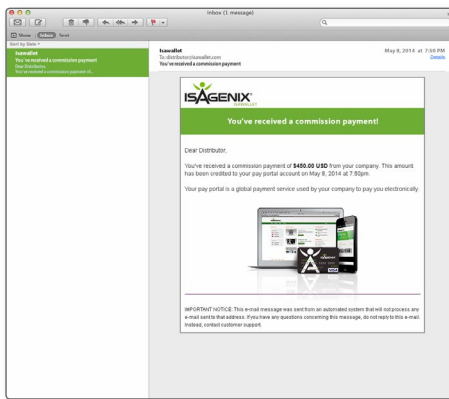 Inbox (1 message)
Show Inbox Sent
Sort by Date
Isawallet
You've received a commission payment
Dear Distributor,
You've received a commission payment of..
Isawallet
To: distributor@isawallet.com
You've received a commission payment
May 8, 2014 at 7:50 PM
Details
ISAGENIX
ISAWALLET
You've received a commission payment!
Dear Distributor,
You've received a commission payment of $450.00 USD from your company. This amount
has been credited to your pay portal account on May 8, 2014 at 7:50pm.
Your pay portal is a global payment service used by your company to pay you electronically.
VISA
IMPORTANT NOTICE: This e-mail message was sent from an automated system that will not process any
e-mail sent to that address. If you have any questions concerning this message, do not reply to this e-mail.
Instead, contact customer support.